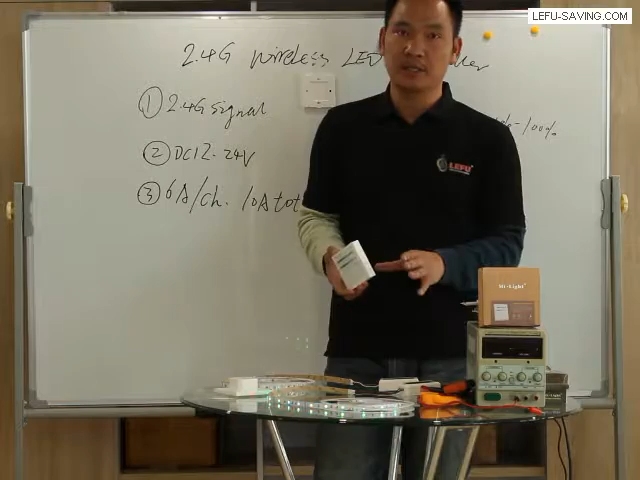 LEFU-SAVING.COM
2.4G wireless LED
① 2.4G signal
② DC12-24V
③ 6A/ch. 10A tot
-100%
LEFU
Mi·Light